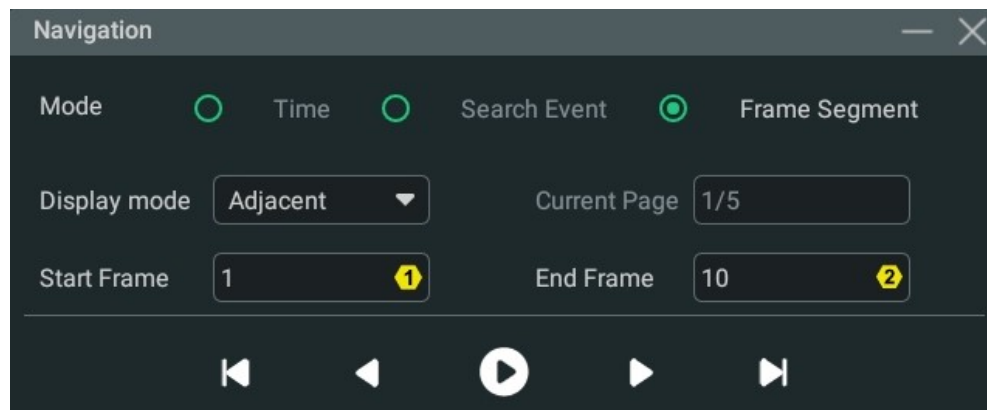 Navigation
Mode Time Search Event Frame Segment
Display mode Adjacent Current Page 1/5
Start Frame 1 1 End Frame 10 2